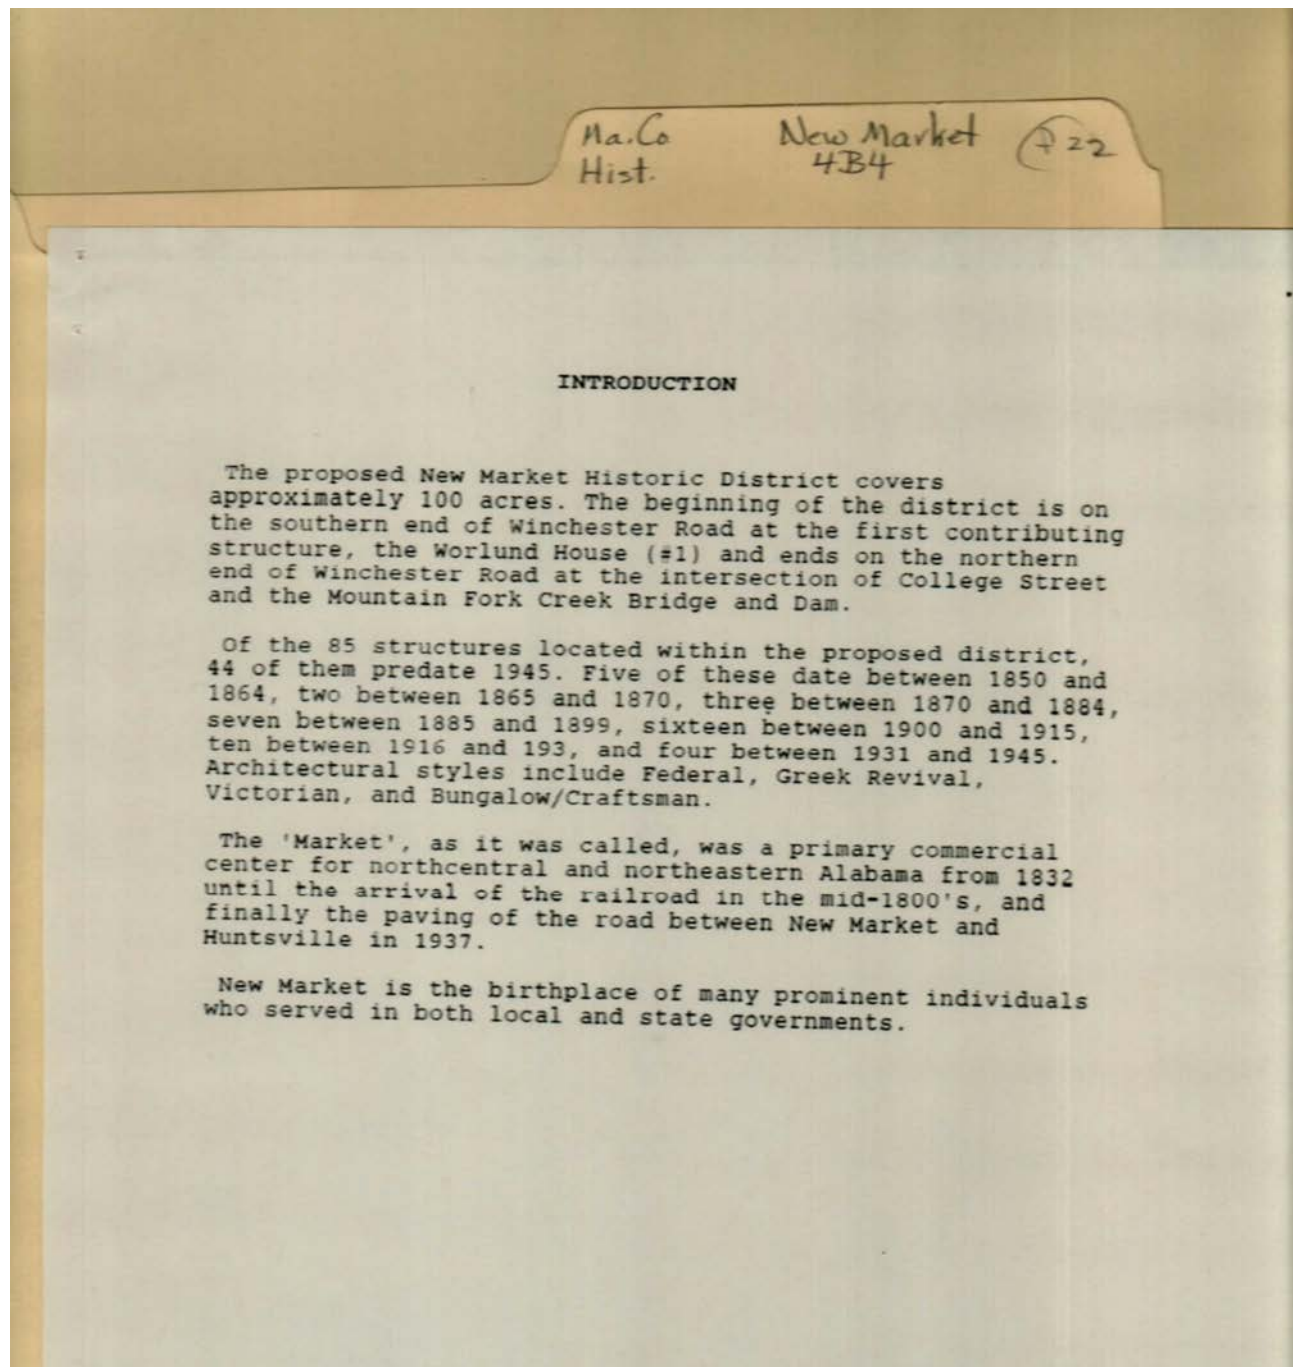 Ma.Co New Market
Hist. 4B4 22
INTRODUCTION
The proposed New Market Historic District covers
approximately 100 acres. The beginning of the district is on
the southern end of Winchester Road at the first contributing
structure, the Worlund House (#1) and ends on the northern
end of Winchester Road at the intersection of College Street
and the Mountain Fork Creek Bridge and Dam.
Of the 85 structures located within the proposed district,
44 of them predate 1945. Five of these date between 1850 and
1864, two between 1865 and 1870, three between 1870 and 1884,
seven between 1885 and 1899, sixteen between 1900 and 1915,
ten between 1916 and 193, and four between 1931 and 1945.
Architectural styles include Federal, Greek Revival,
Victorian, and Bungalow/Craftsman.
The 'Market', as it was called, was a primary commercial
center for northcentral and northeastern Alabama from 1832
until the arrival of the railroad in the mid-1800's, and
finally the paving of the road between New Market and
Huntsville in 1937.
New Market is the birthplace of many prominent individuals
who served in both local and state governments.